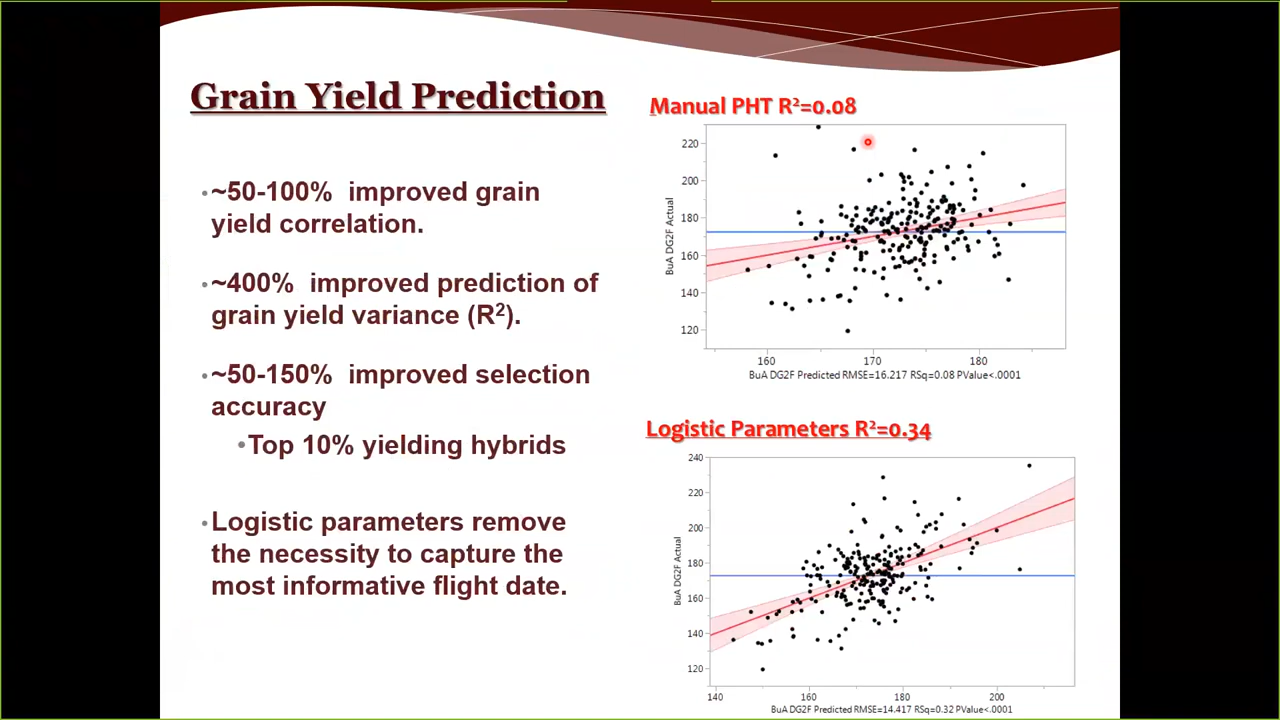 Grain Yield Prediction
~50-100% improved grain
yield correlation.
~400% improved prediction of
grain yield variance (R²).
~50-150% improved selection
accuracy
Top 10% yielding hybrids
Logistic parameters remove
the necessity to capture the
most informative flight date.
Manual PHT R²=0.08
220
200
180
160
140
120
BuA DG2F Actual
160 170 180
BuA DG2F Predicted RMSE=16.217 RSq=0.08 PValue<.0001
Logistic Parameters R²=0.34
240
220
200
180
160
140
120
BuA DG2F Actual
140 160 180 200
BuA DG2F Predicted RMSE=14.417 RSq=0.32 PValue<.0001